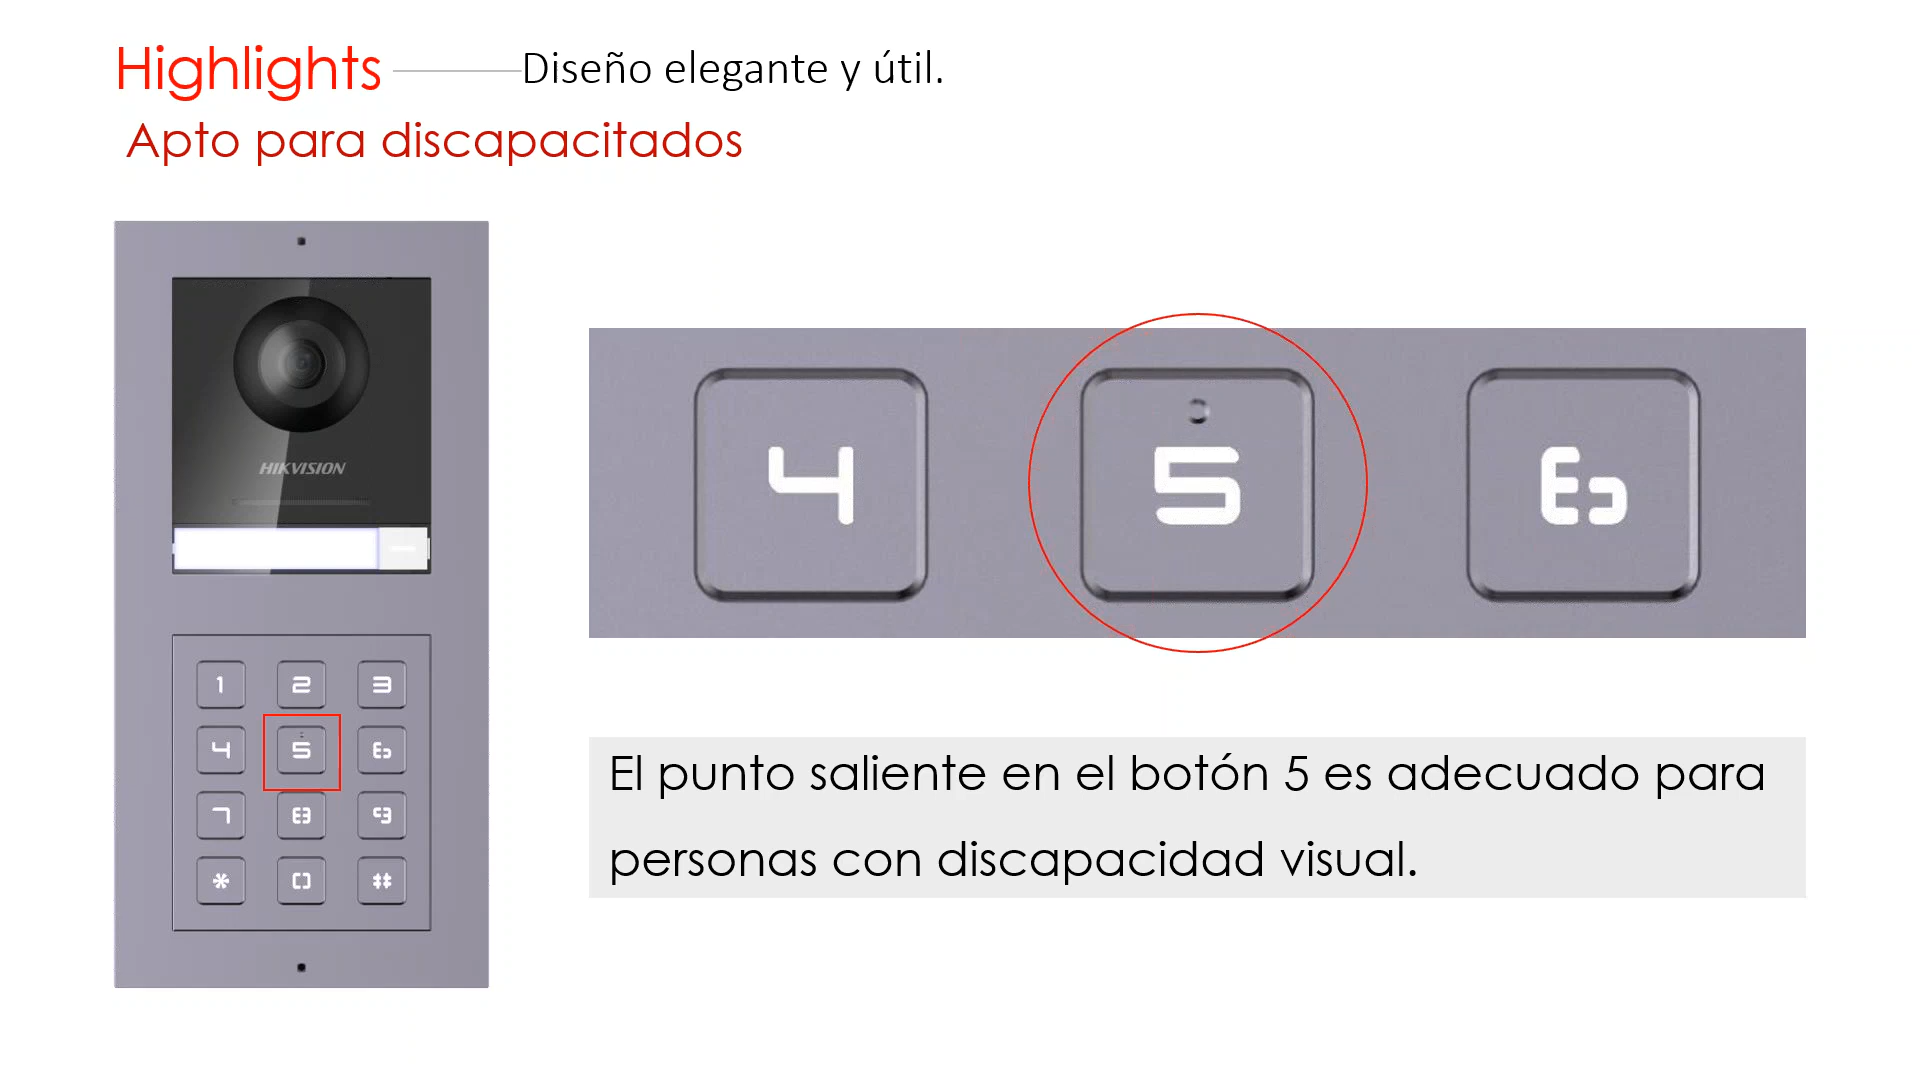 Highlights Diseño elegante y útil.
Apto para discapacitados
HIKVISION
4 5 6
1 2 3
4 5 6
7 8 9
* 0 #
El punto saliente en el botón 5 es adecuado para
personas con discapacidad visual.